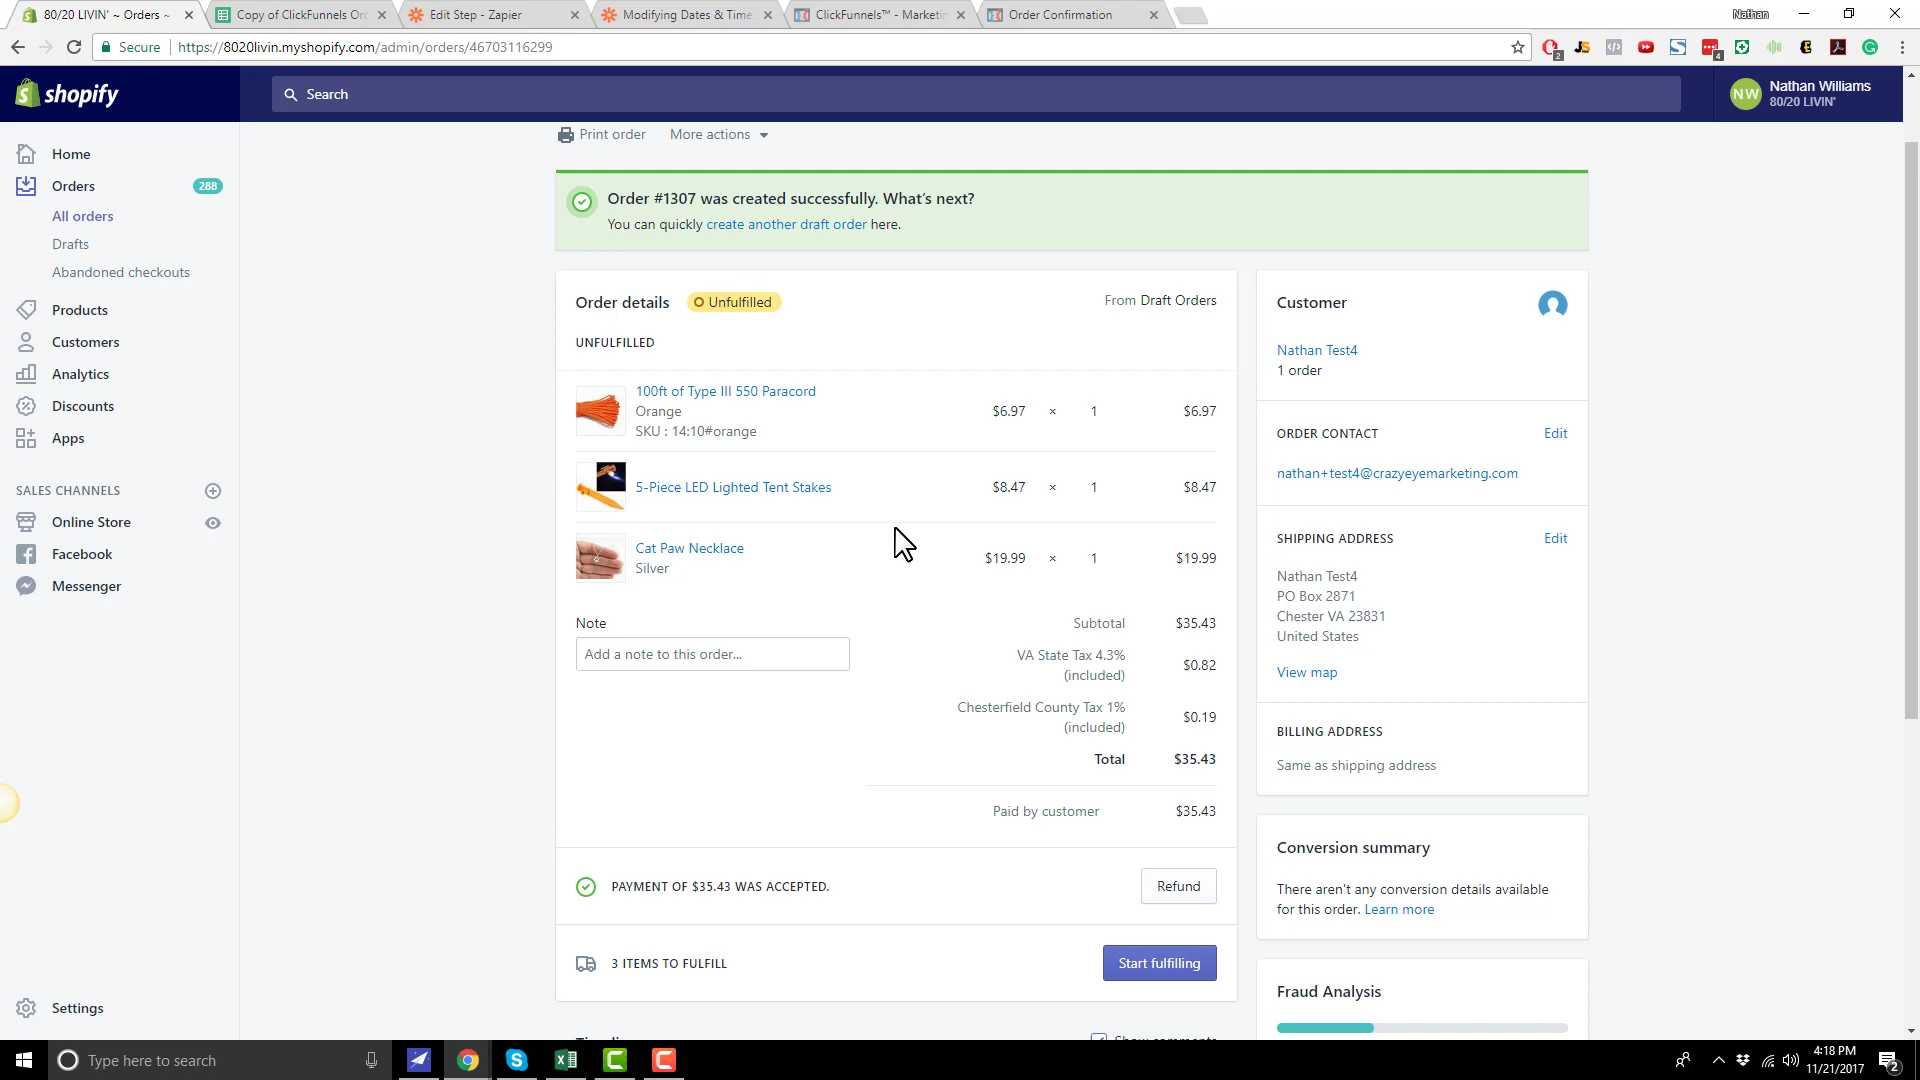 80/20 LIVIN' ~ Orders ~
Copy of ClickFunnels Or
Edit Step - Zapier
Modifying Dates & Time
ClickFunnels™ - Marketi
Order Confirmation
Nathan
Secure
https://8020livin.myshopify.com/admin/orders/46703116299
shopify
Search
NW
Nathan Williams
80/20 LIVIN'
Home
Orders
288
All orders
Drafts
Abandoned checkouts
Products
Customers
Analytics
Discounts
Apps
SALES CHANNELS
Online Store
Facebook
Messenger
Settings
Print order
More actions
Order #1307 was created successfully. What's next?
You can quickly create another draft order here.
Order details
Unfulfilled
From Draft Orders
UNFULFILLED
100ft of Type III 550 Paracord
Orange
SKU : 14:10#orange
$6.97 × 1 $6.97
5-Piece LED Lighted Tent Stakes
$8.47 × 1 $8.47
Cat Paw Necklace
Silver
$19.99 × 1 $19.99
Note
Add a note to this order...
Subtotal $35.43
VA State Tax 4.3%
(included)
$0.82
Chesterfield County Tax 1%
(included)
$0.19
Total $35.43
Paid by customer $35.43
PAYMENT OF $35.43 WAS ACCEPTED.
Refund
3 ITEMS TO FULFILL
Start fulfilling
Customer
Nathan Test4
1 order
ORDER CONTACT
Edit
nathan+test4@crazyeyemarketing.com
SHIPPING ADDRESS
Edit
Nathan Test4
PO Box 2871
Chester VA 23831
United States
View map
BILLING ADDRESS
Same as shipping address
Conversion summary
There aren't any conversion details available
for this order. Learn more
Fraud Analysis
Type here to search
4:18 PM
11/21/2017
2